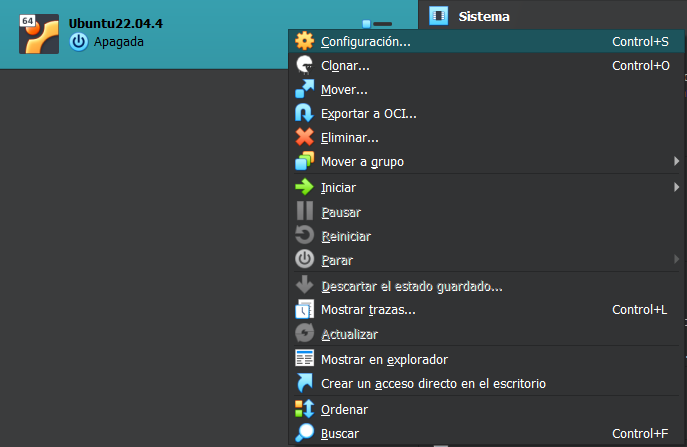 64
Ubuntu22.04.4
Apagada
Sistema
Configuración... Control+S
Clonar... Control+O
Mover...
Exportar a OCI...
Eliminar...
Mover a grupo
Iniciar
Pausar
Reiniciar
Parar
Descartar el estado guardado...
Mostrar trazas... Control+L
Actualizar
Mostrar en explorador
Crear un acceso directo en el escritorio
Ordenar
Buscar Control+F